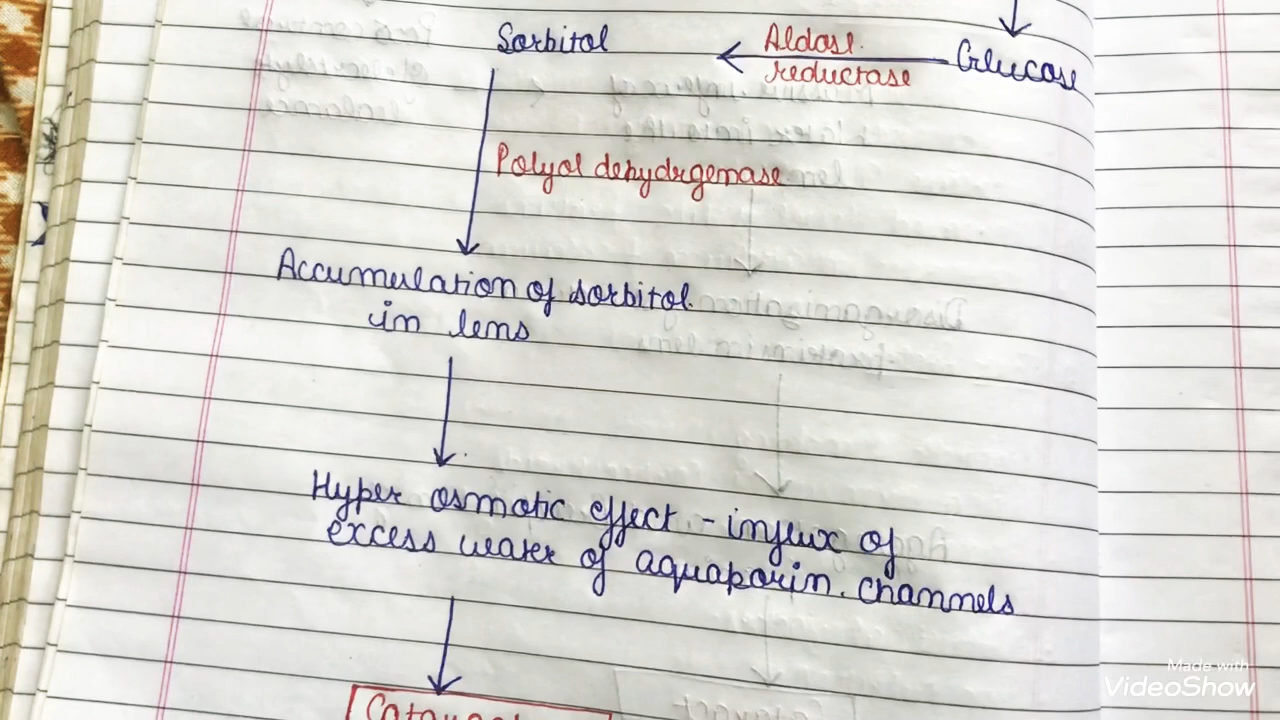 Sorbitol
Aldose
reductase
Glucose
Polyol dehydrgenase
Accumulation of sorbitol
in lens
Hyper osmotic effect - influx of
excess water of aquaporin. channels
Made with
VideoShow